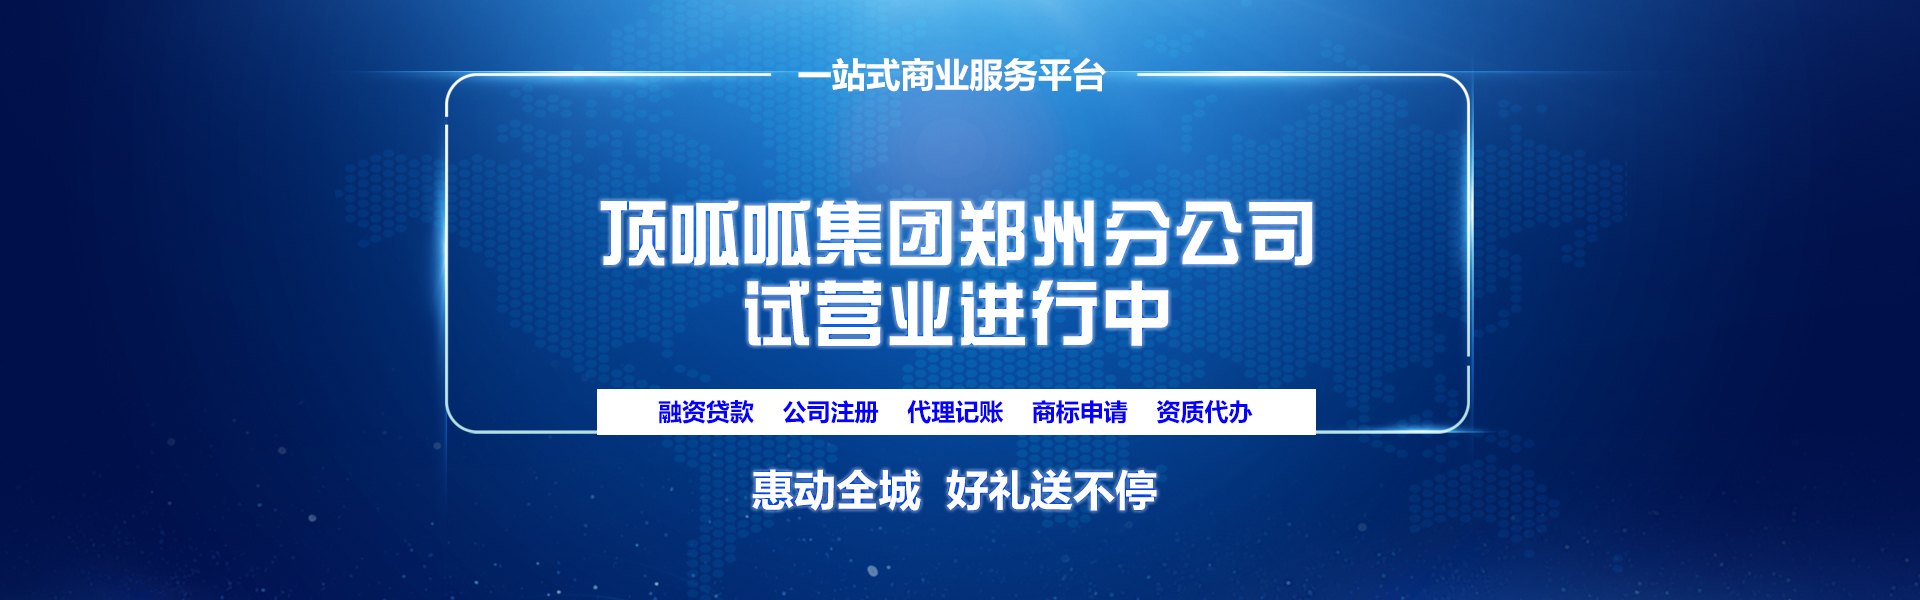 一站式商业服务平台
顶呱呱集团郑州分公司
试营业进行中
融资贷款 公司注册 代理记账 商标申请 资质代办
惠动全城 好礼送不停